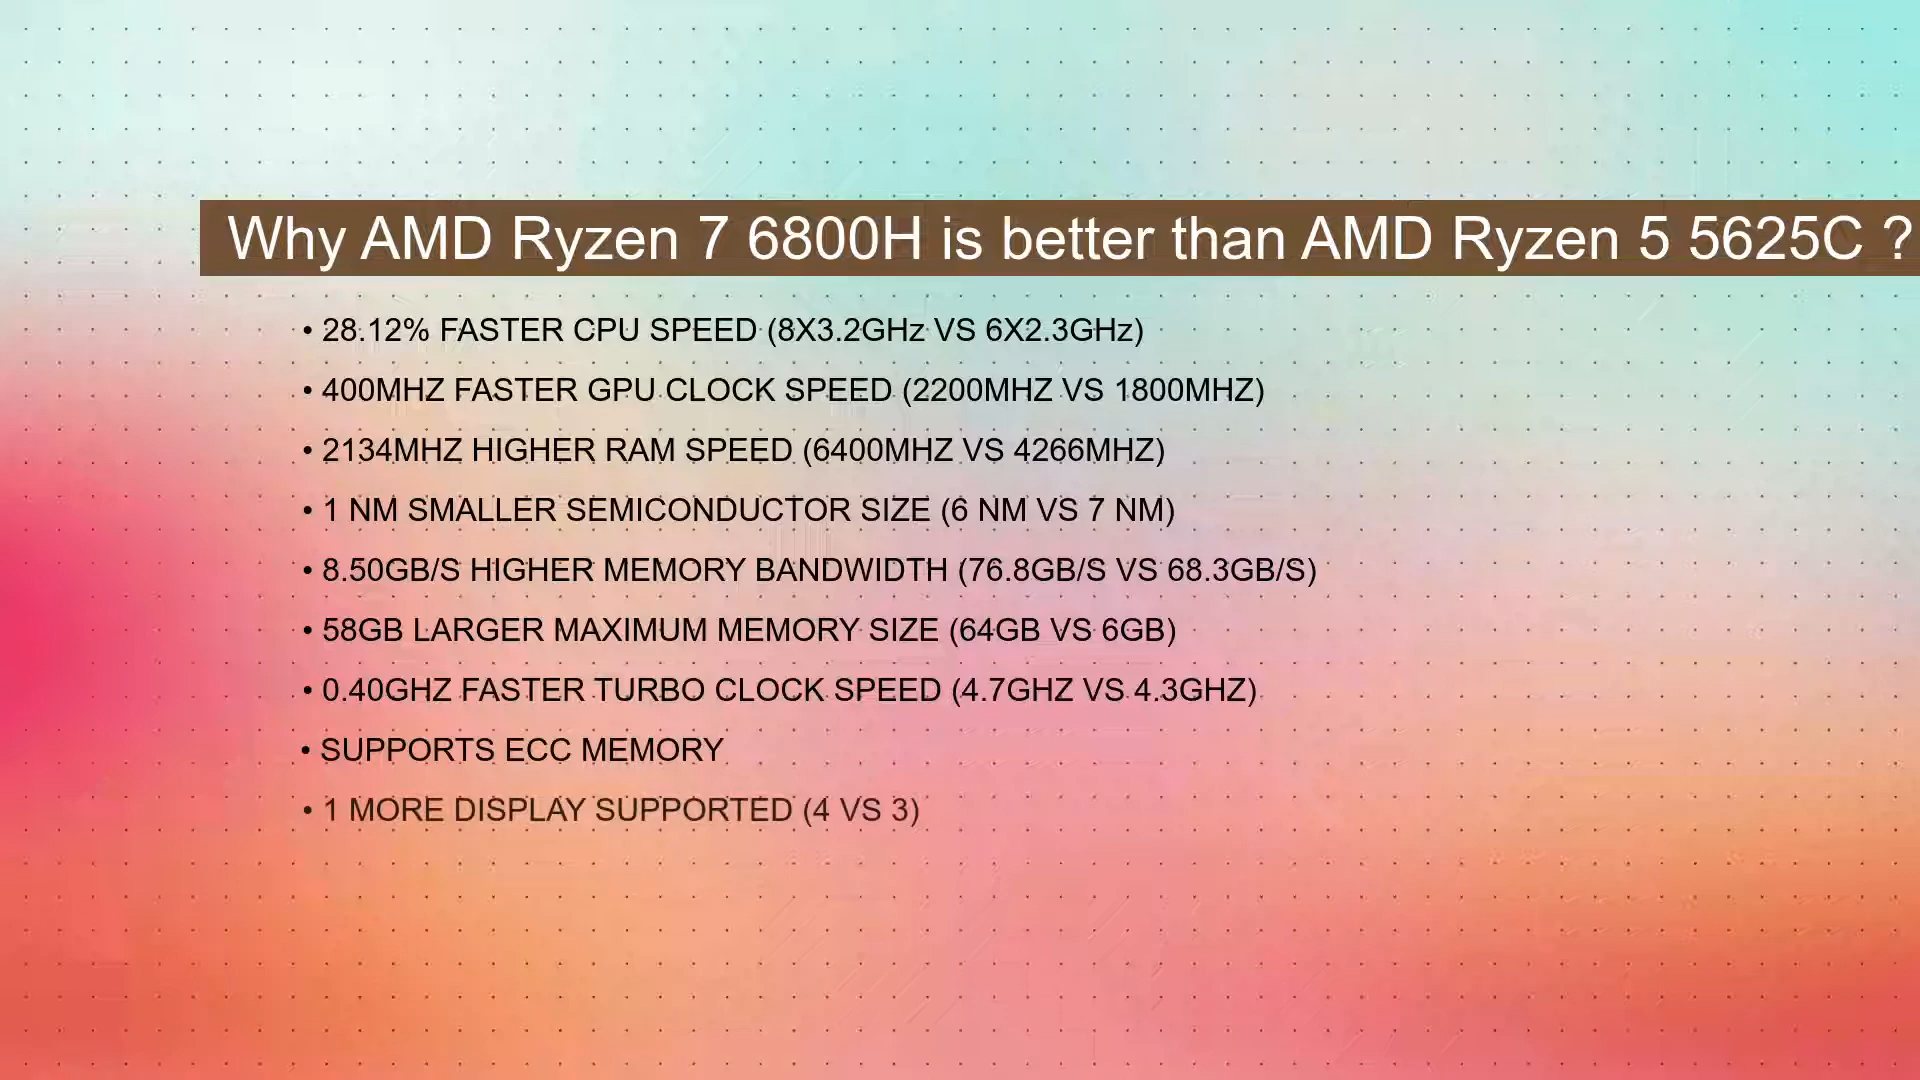 Why AMD Ryzen 7 6800H is better than AMD Ryzen 5 5625C ?
• 28.12% FASTER CPU SPEED (8X3.2GHz VS 6X2.3GHz)
• 400MHZ FASTER GPU CLOCK SPEED (2200MHZ VS 1800MHZ)
• 2134MHZ HIGHER RAM SPEED (6400MHZ VS 4266MHZ)
• 1 NM SMALLER SEMICONDUCTOR SIZE (6 NM VS 7 NM)
• 8.50GB/S HIGHER MEMORY BANDWIDTH (76.8GB/S VS 68.3GB/S)
• 58GB LARGER MAXIMUM MEMORY SIZE (64GB VS 6GB)
• 0.40GHZ FASTER TURBO CLOCK SPEED (4.7GHZ VS 4.3GHZ)
• SUPPORTS ECC MEMORY
• 1 MORE DISPLAY SUPPORTED (4 VS 3)